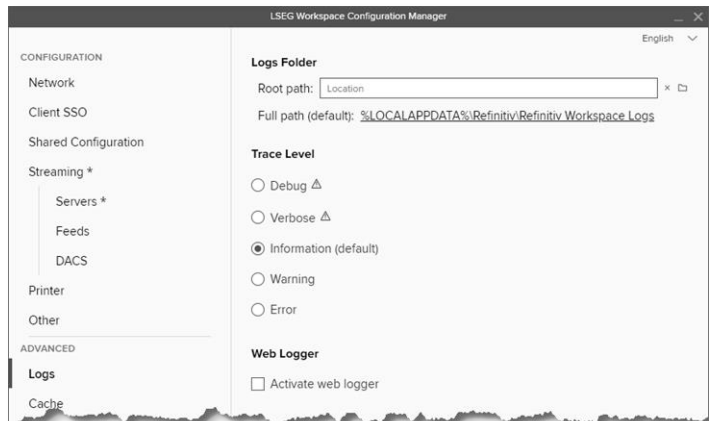 LSEG Workspace Configuration Manager
English
CONFIGURATION
Network
Client SSO
Shared Configuration
Streaming *
Servers *
Feeds
DACS
Printer
Other
ADVANCED
Logs
Cache
Logs Folder
Root path: Location
Full path (default): %LOCALAPPDATA%\Refinitiv\Refinitiv Workspace Logs
Trace Level
Debug
Verbose
Information (default)
Warning
Error
Web Logger
Activate web logger